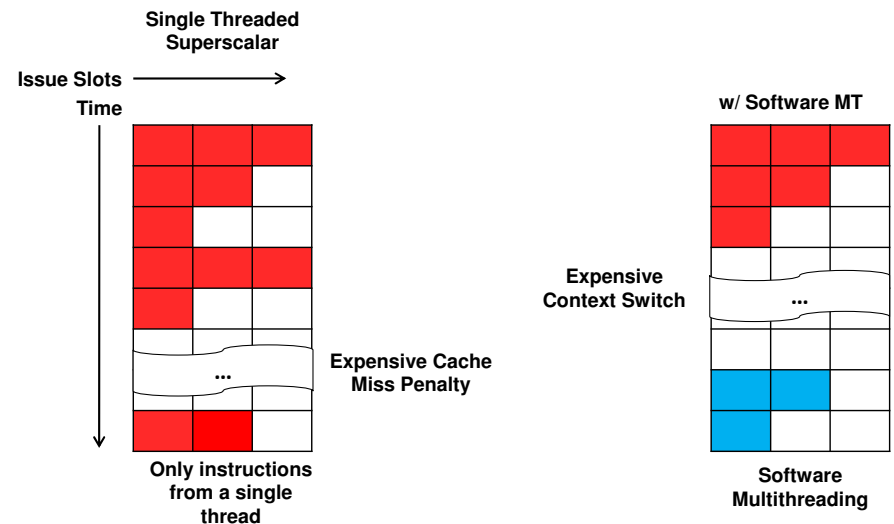 Single Threaded
Superscalar
Issue Slots
Time
...
Expensive Cache
Miss Penalty
Only instructions
from a single
thread
w/ Software MT
Expensive
Context Switch
...
Software
Multithreading